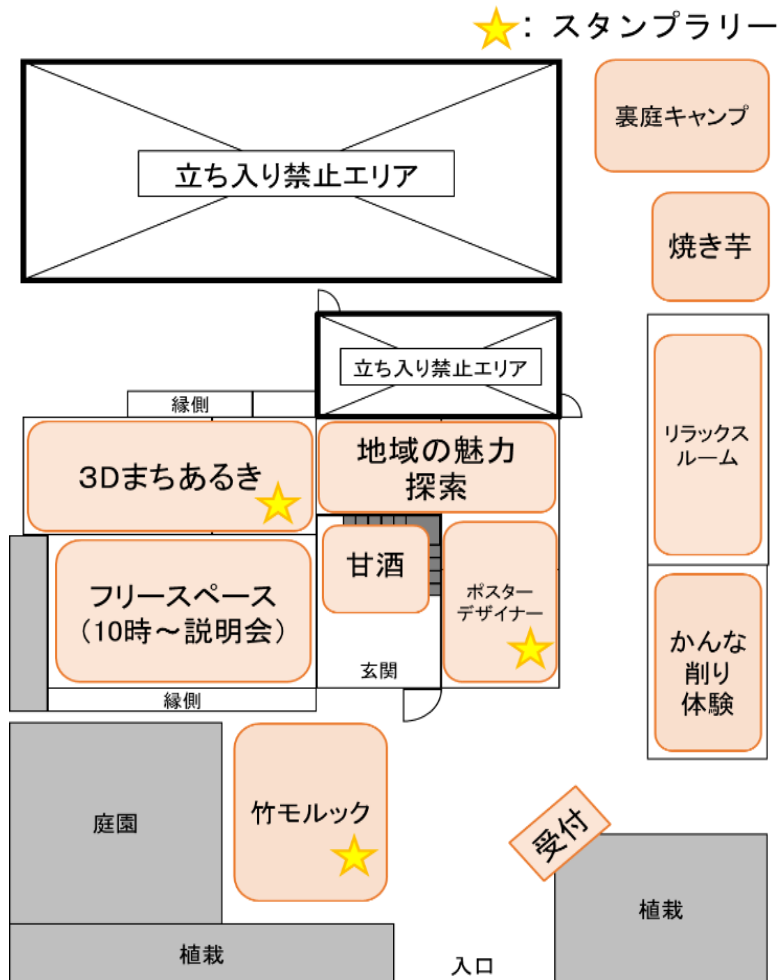 ：スタンプラリー
裏庭キャンプ
立ち入り禁止エリア
焼き芋
立ち入り禁止エリア
縁側
リラックス
ルーム
3Dまちあるき
地域の魅力
探索
甘酒
ポスター
デザイナー
フリースペース
（10時～説明会）
玄関
かんな
削り
体験
縁側
竹モルック
庭園
受付
植栽
植栽
入口